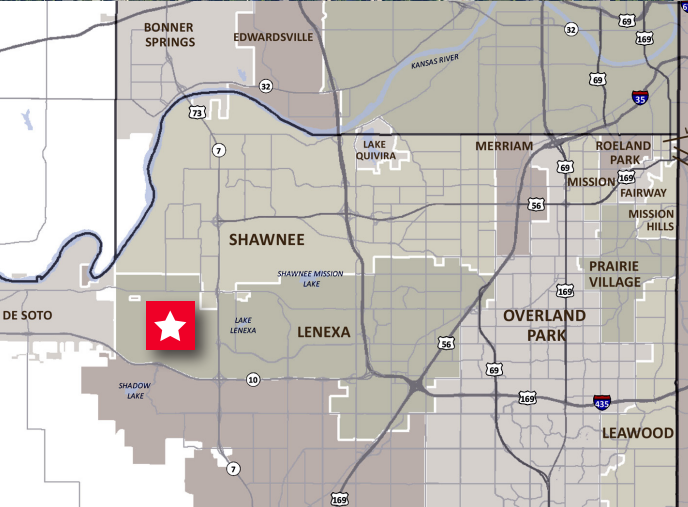 69
32
BONNER
SPRINGS
EDWARDSVILLE
169
KANSAS RIVER
69
32
35
73
7
LAKE
QUIVIRA
MERRIAM
ROELAND
PARK
69
MISSION
169
FAIRWAY
56
MISSION
HILLS
SHAWNEE
SHAWNEE MISSION
LAKE
PRAIRIE
VILLAGE
169
DE SOTO
LAKE
LENEXA
LENEXA
OVERLAND
PARK
56
69
10
SHADOW
LAKE
169
435
LEAWOOD
7
169